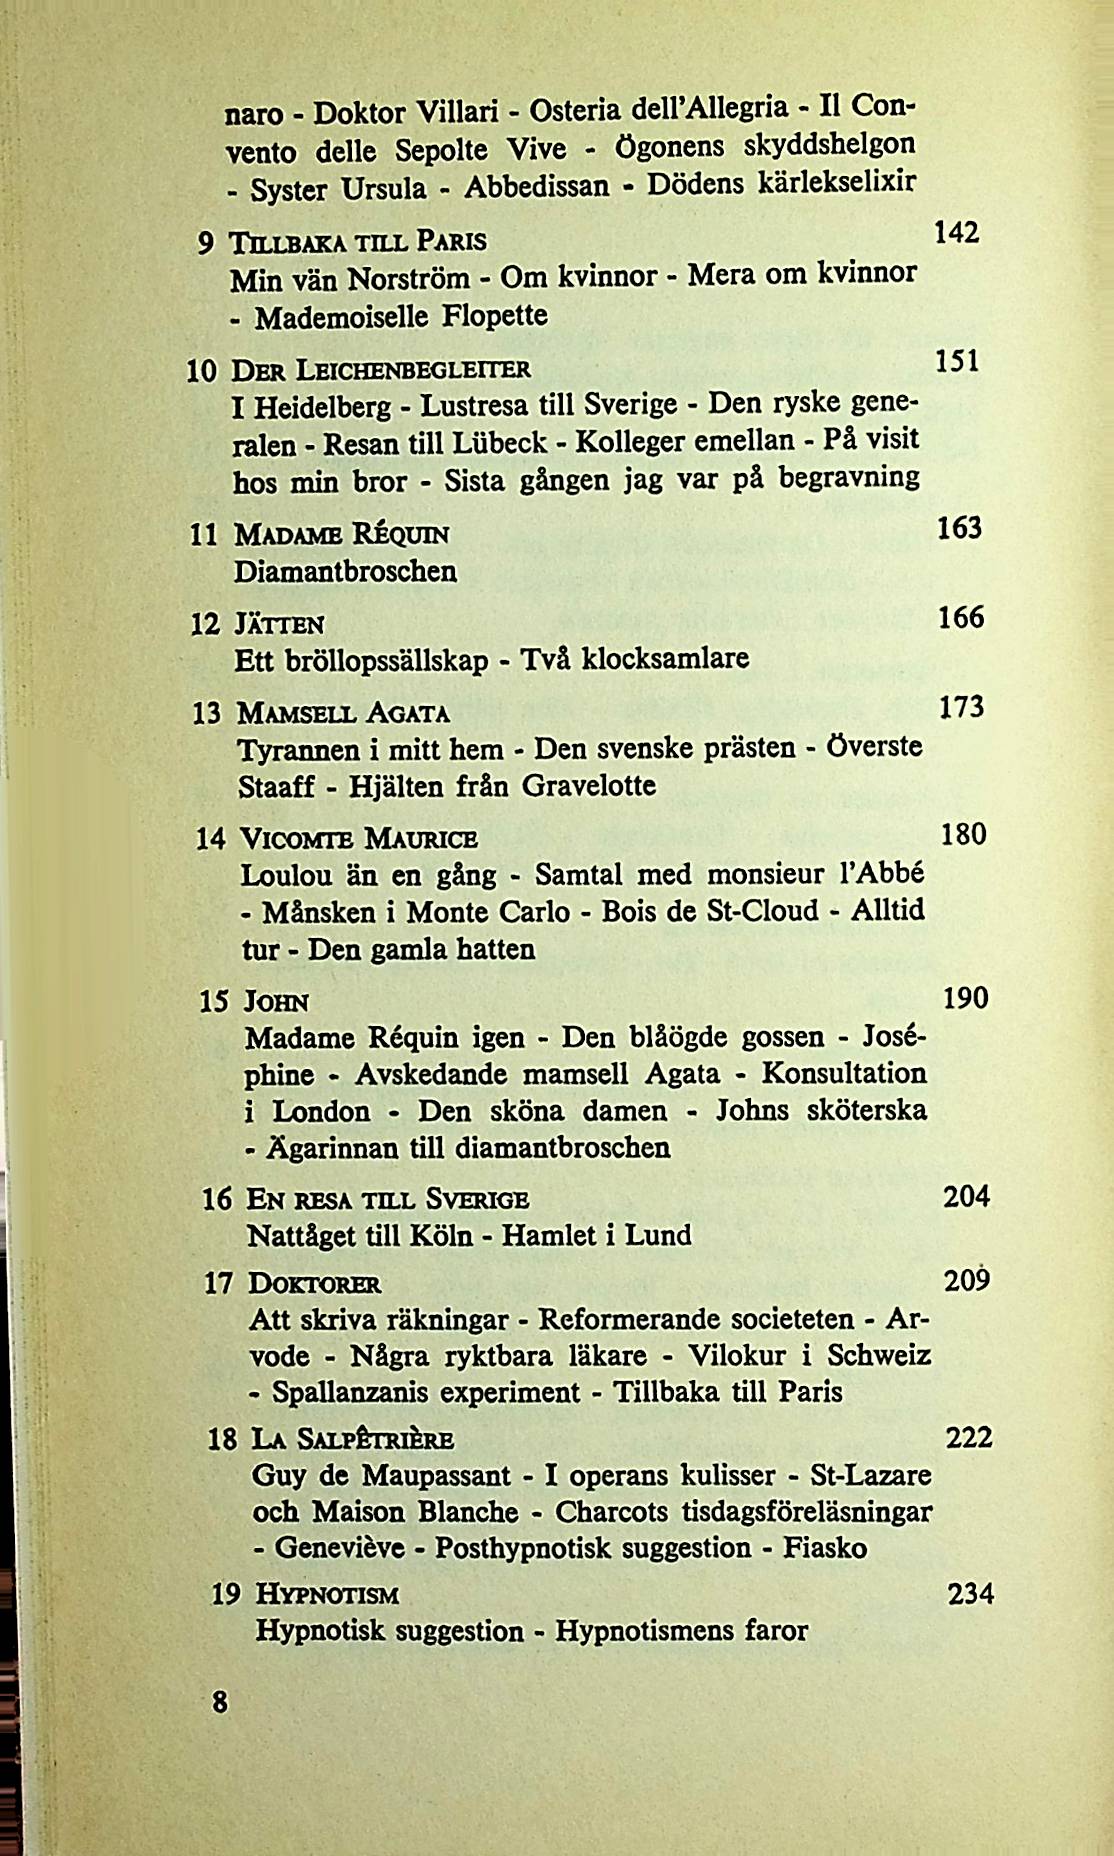 naro - Doktor Villari - Osteria dell'Allegria - Il Con-
vento delle Sepolte Vive - Ögonens skyddshelgon
- Syster Ursula - Abbedissan - Dödens kärlekselixir
9 Tillbaka till Paris 142
Min vän Norström - Om kvinnor - Mera om kvinnor
- Mademoiselle Flopette
10 Der Leichenbegleiter 151
I Heidelberg - Lustresa till Sverige - Den ryske gene-
ralen - Resan till Lübeck - Kolleger emellan - På visit
hos min bror - Sista gången jag var på begravning
11 Madame Réquin 163
Diamantbroschen
12 Jätten 166
Ett bröllopssällskap - Två klocksamlare
13 Mamsell Agata 173
Tyrannen i mitt hem - Den svenske prästen - Överste
Staaff - Hjälten från Gravelotte
14 Vicomte Maurice 180
Loulou än en gång - Samtal med monsieur l'Abbé
- Månsken i Monte Carlo - Bois de St-Cloud - Alltid
tur - Den gamla hatten
15 John 190
Madame Réquin igen - Den blåögde gossen - José-
phine - Avskedande mamsell Agata - Konsultation
i London - Den sköna damen - Johns sköterska
- Ägarinnan till diamantbroschen
16 En resa till Sverige 204
Nattåget till Köln - Hamlet i Lund
17 Doktorer 209
Att skriva räkningar - Reformerande societeten - Ar-
vode - Några ryktbara läkare - Vilokur i Schweiz
- Spallanzanis experiment - Tillbaka till Paris
18 La Salpêtrière 222
Guy de Maupassant - I operans kulisser - St-Lazare
och Maison Blanche - Charcots tisdagsföreläsningar
- Geneviève - Posthypnotisk suggestion - Fiasko
19 Hypnotism 234
Hypnotisk suggestion - Hypnotismens faror
8